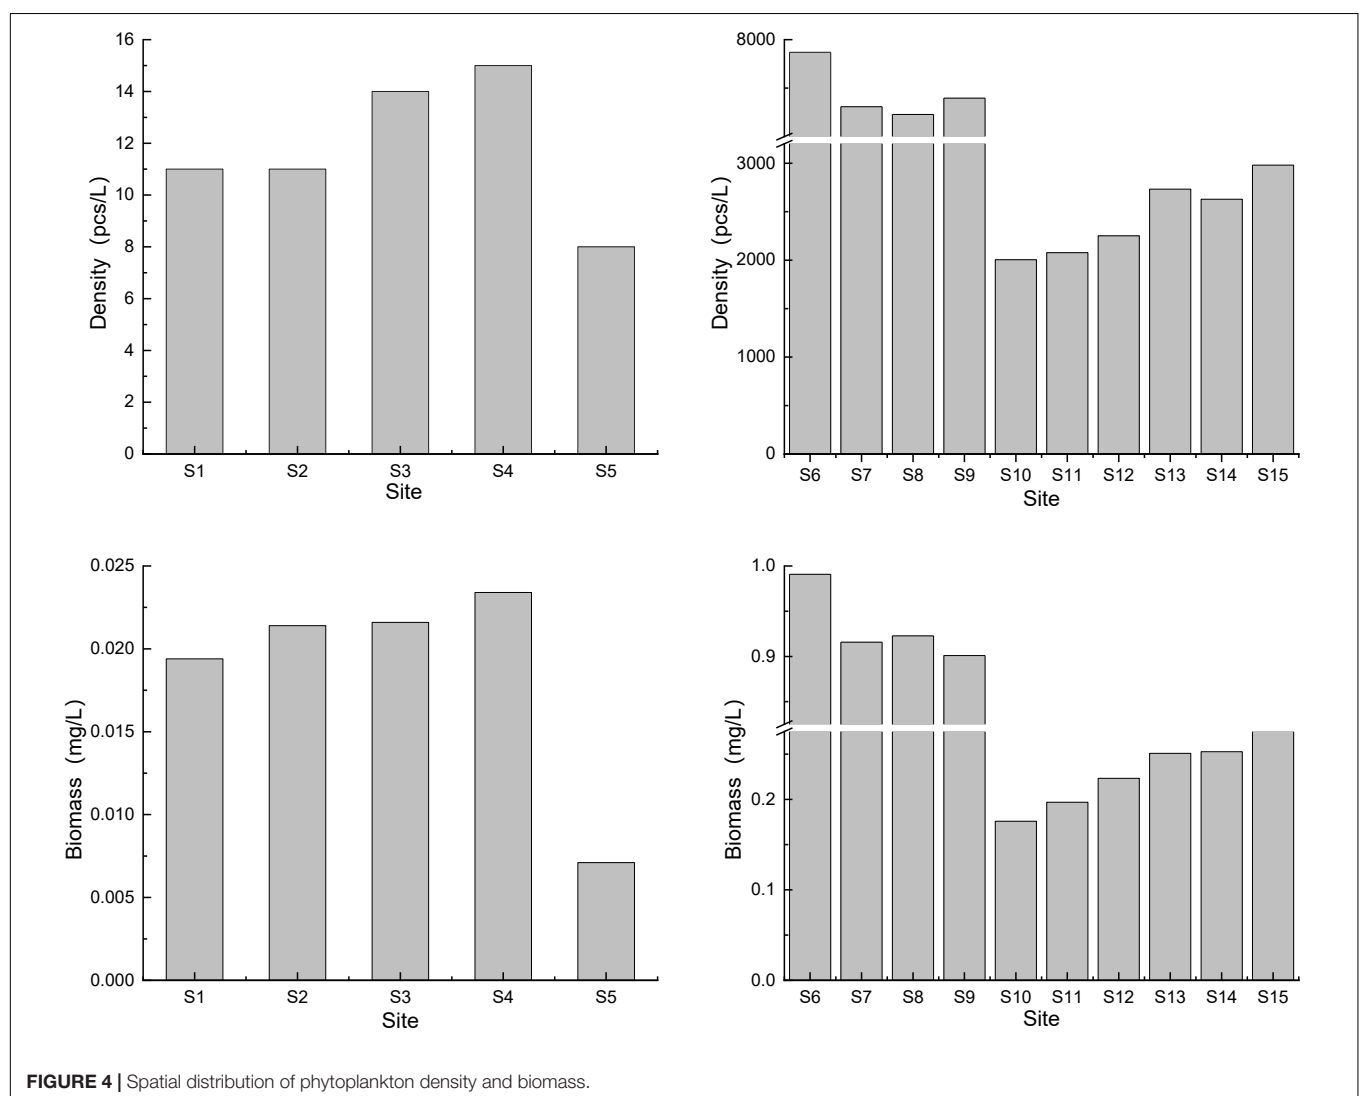 16
14
12
10
8
6
4
2
0
Density (pcs/L)
S1 S2 S3 S4 S5
Site
8000
3000
2000
1000
0
Density (pcs/L)
S6 S7 S8 S9 S10 S11 S12 S13 S14 S15
Site
0.025
0.020
0.015
0.010
0.005
0.000
Biomass (mg/L)
S1 S2 S3 S4 S5
Site
1.0
0.9
0.2
0.1
0.0
Biomass (mg/L)
S6 S7 S8 S9 S10 S11 S12 S13 S14 S15
Site
FIGURE 4 | Spatial distribution of phytoplankton density and biomass.